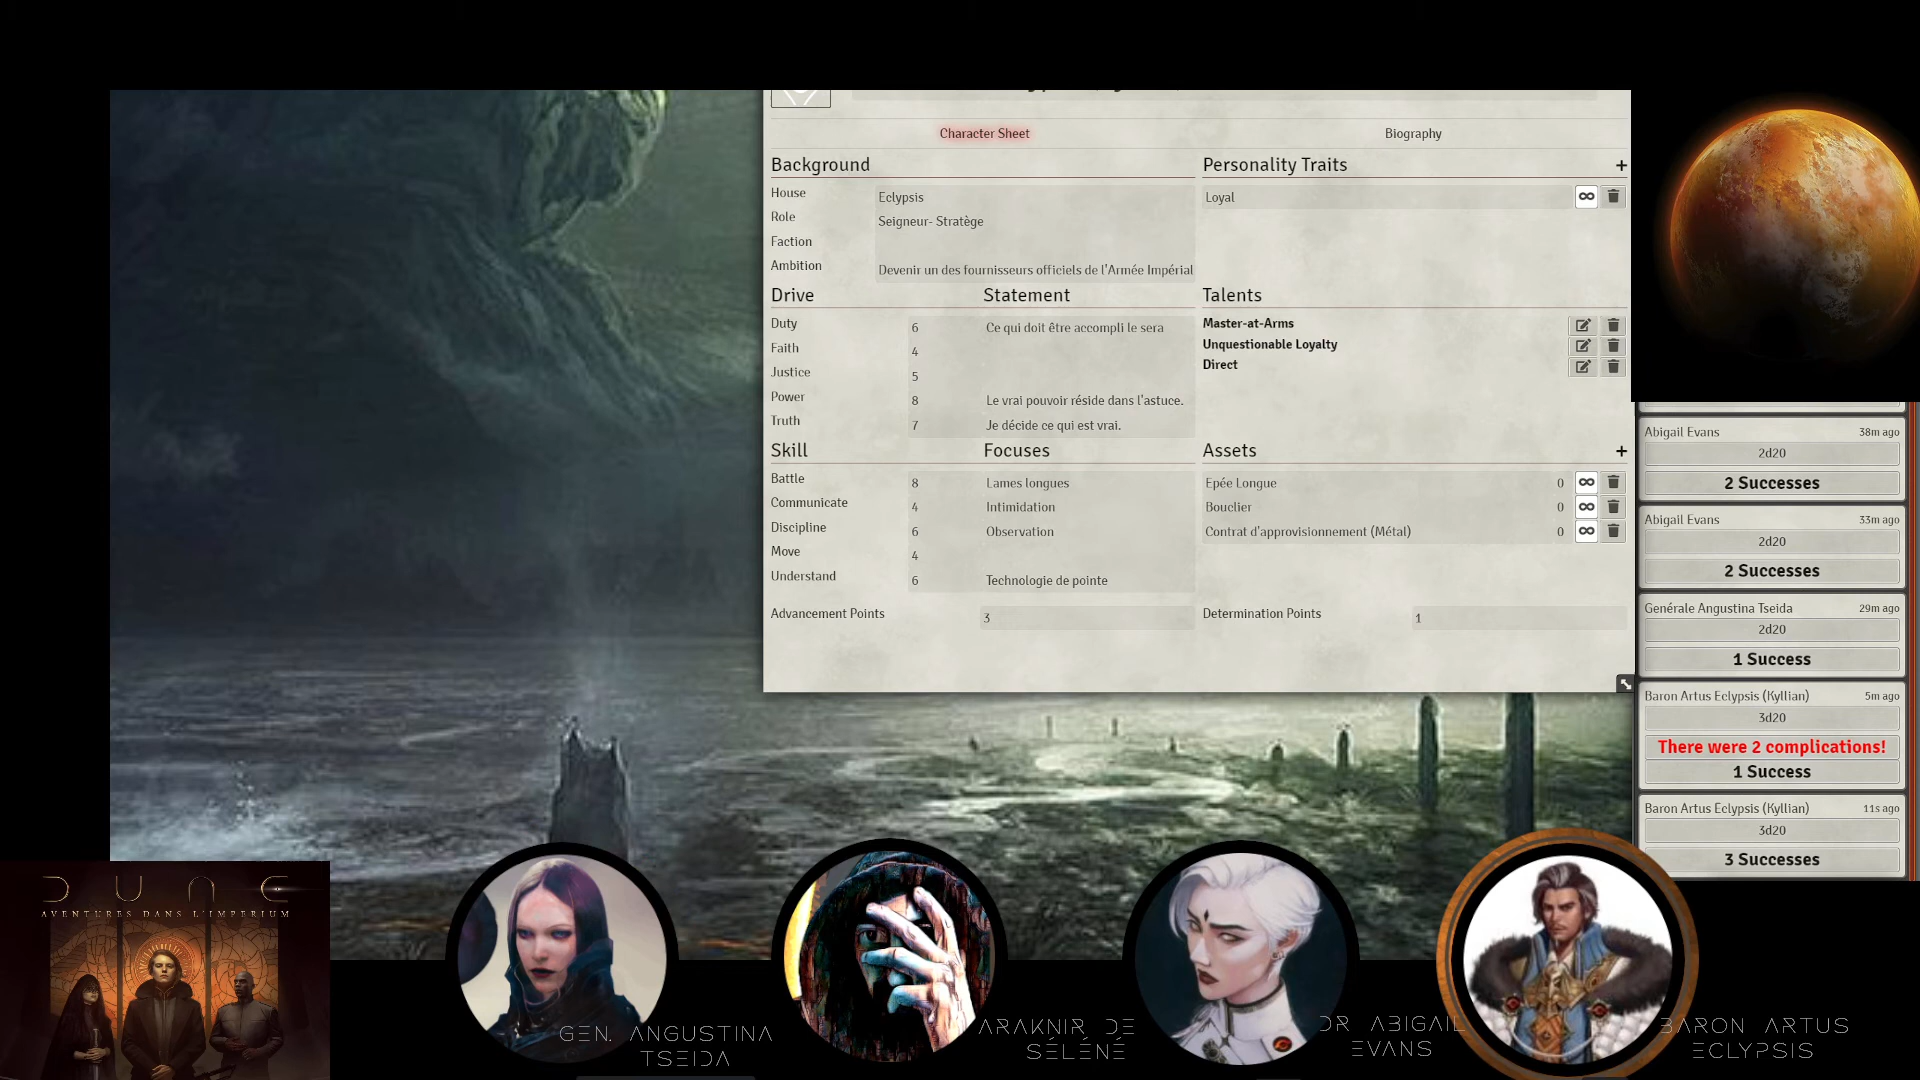 Character Sheet
Biography
Background
House
Eclypsis
Role
Seigneur- Stratège
Faction
Ambition
Devenir un des fournisseurs officiels de l'Armée Impérial
Personality Traits +
Loyal
Drive Statement
Duty 6 Ce qui doit être accompli le sera
Faith 4
Justice 5
Power 8 Le vrai pouvoir réside dans l'astuce.
Truth 7 Je décide ce qui est vrai.
Talents
Master-at-Arms
Unquestionable Loyalty
Direct
Skill Focuses
Battle 8 Lames longues
Communicate 4 Intimidation
Discipline 6 Observation
Move 4
Understand 6 Technologie de pointe
Assets +
Epée Longue 0
Bouclier 0
Contrat d'approvisionnement (Métal) 0
Advancement Points 3
Determination Points 1
Abigail Evans 38m ago
2d20
2 Successes
Abigail Evans 33m ago
2d20
2 Successes
Genérale Angustina Tseida 29m ago
2d20
1 Success
Baron Artus Eclypsis (Kyllian) 5m ago
3d20
There were 2 complications!
1 Success
Baron Artus Eclypsis (Kyllian) 11s ago
3d20
3 Successes
DUNE
AVENTURES DANS L'IMPERIUM
GEN. ANGUSTINA
TSEIDA
ARAKNIR DE
SÉLÉNÉ
DR ABIGAIL
EVANS
BARON ARTUS
ECLYPSIS